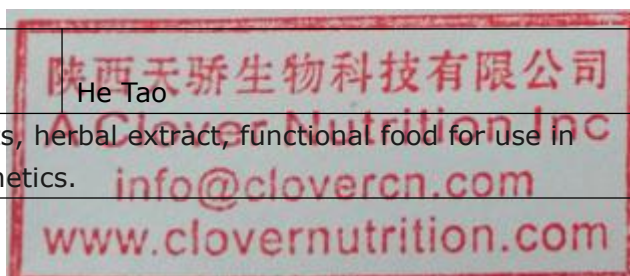 陕西天骄生物科技有限公司
He Tao
A Clover Nutrition Inc
s, herbal extract, functional food for use in
netics.
info@clovercn.com
www.clovernutrition.com